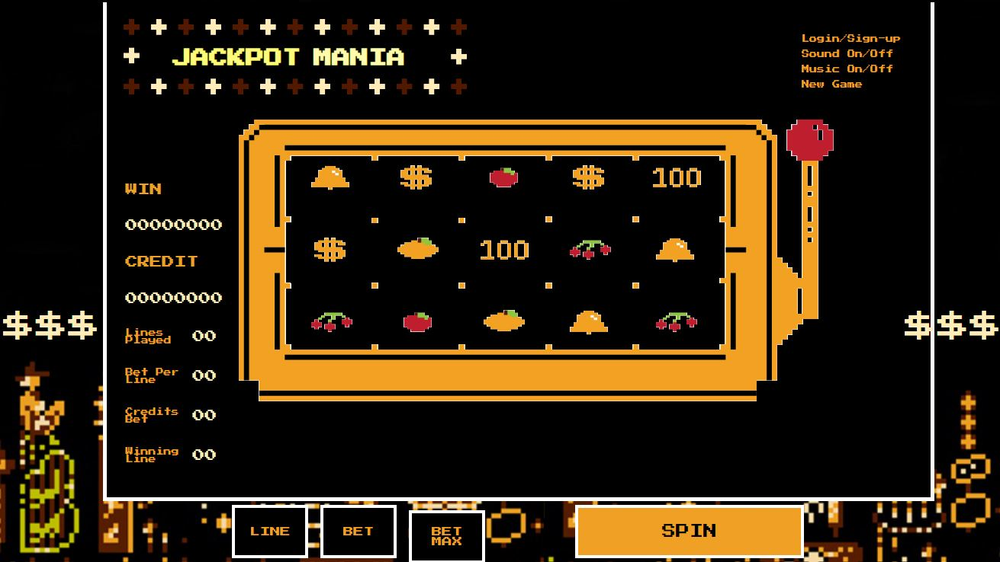 JACKPOT MANIA
Login/Sign-up
Sound On/Off
Music On/Off
New Game
$ $ 100
WIN
00000000
$ 100
CREDIT
00000000
$$$
$$$
Lines
Played 00
Bet Per
Line 00
Credits
Bet 00
Winning
Line 00
LINE
BET
BET
MAX
SPIN